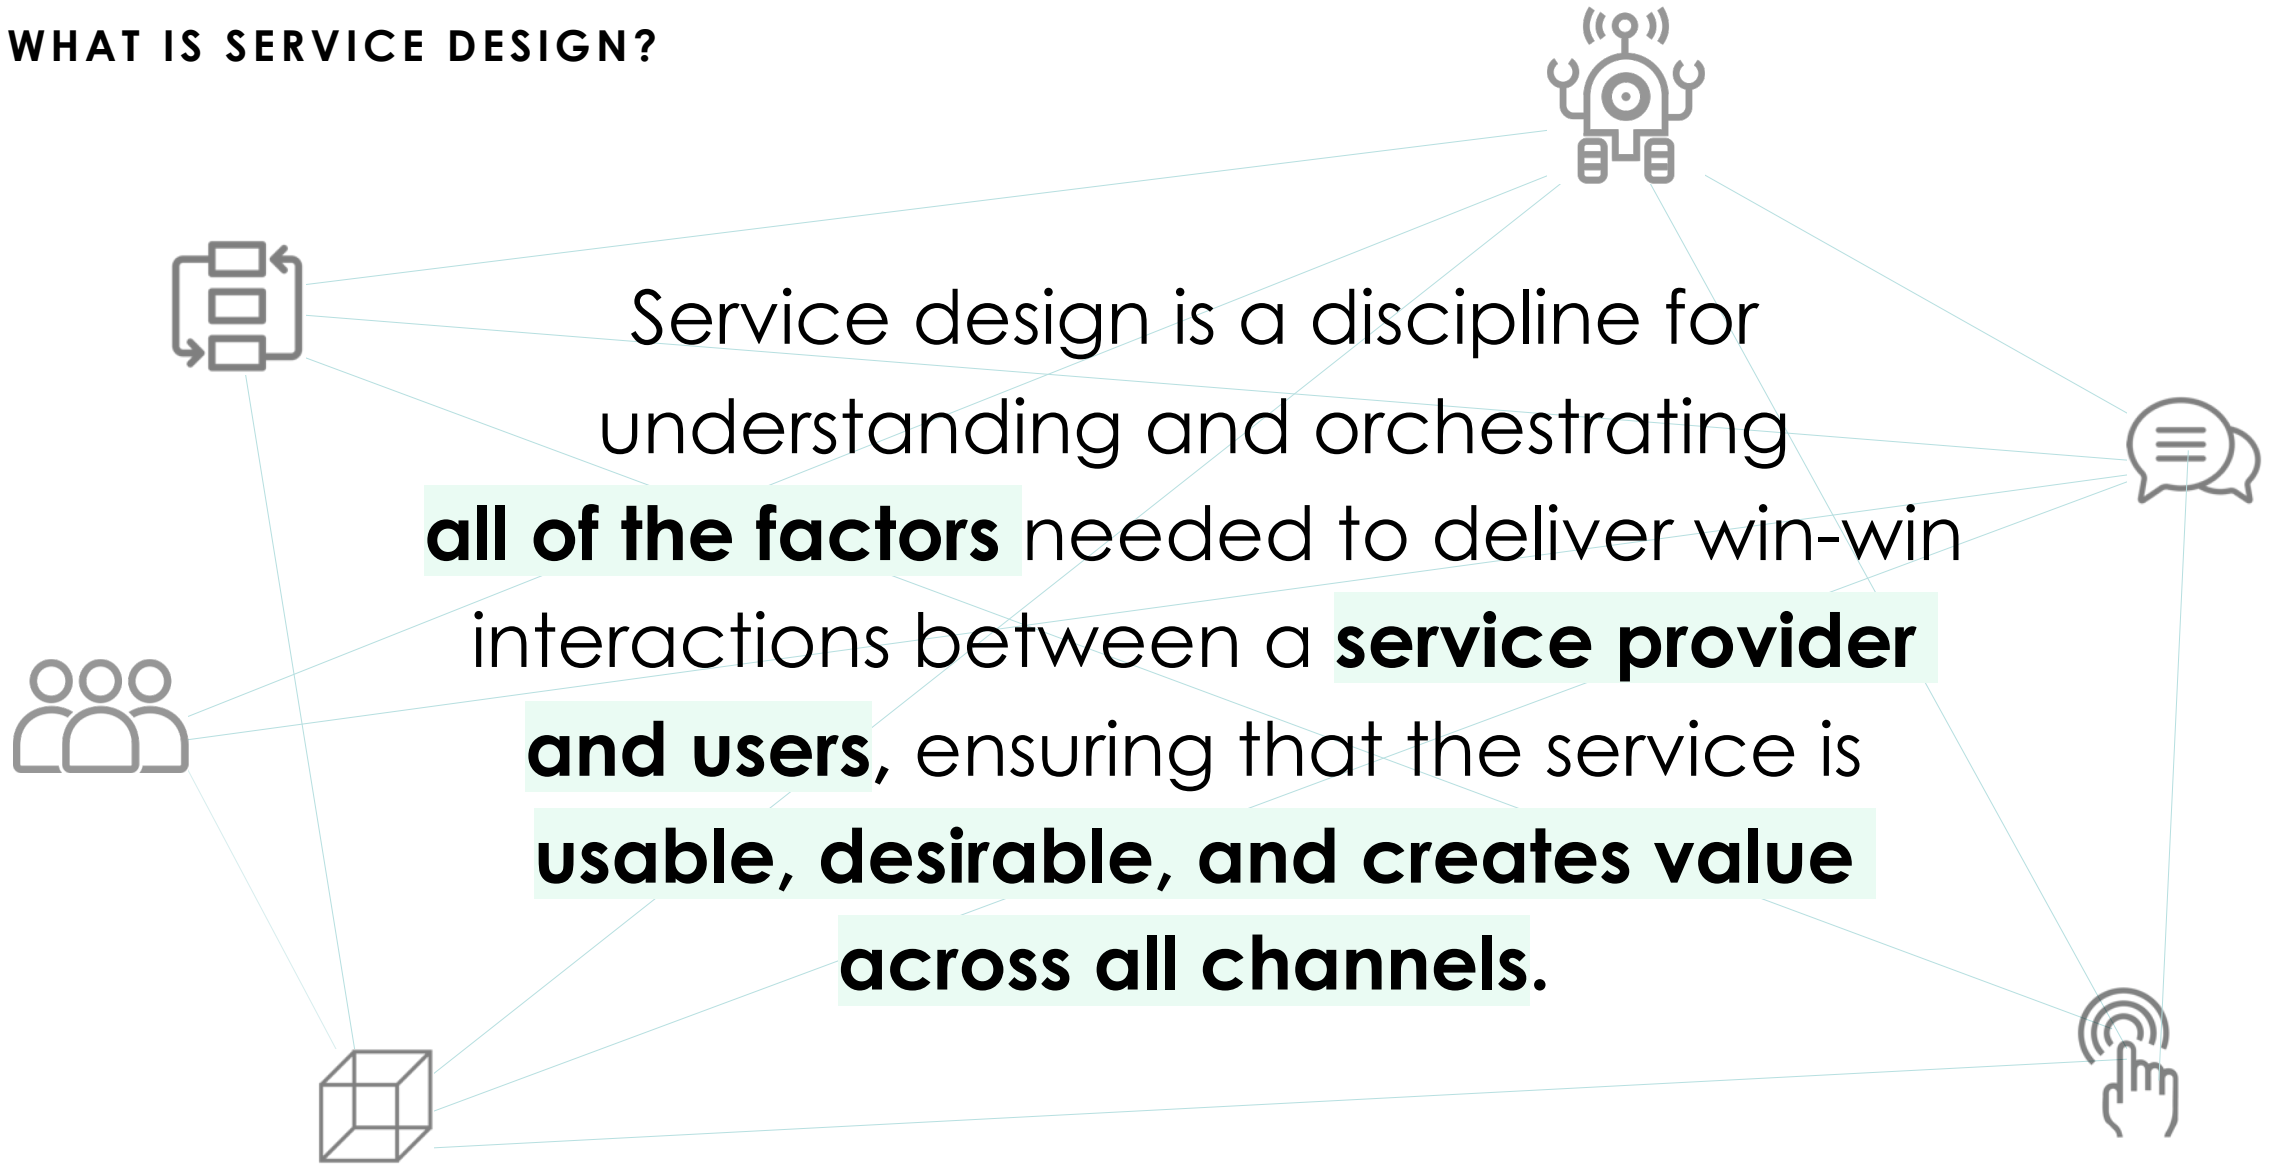 WHAT IS SERVICE DESIGN?
Service design is a discipline for
understanding and orchestrating
all of the factors needed to deliver win-win
interactions between a service provider
and users, ensuring that the service is
usable, desirable, and creates value
across all channels.